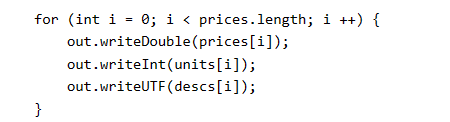 for (int i = 0; i < prices.length; i ++) {
    out.writeDouble(prices[i]);
    out.writeInt(units[i]);
    out.writeUTF(descs[i]);
}